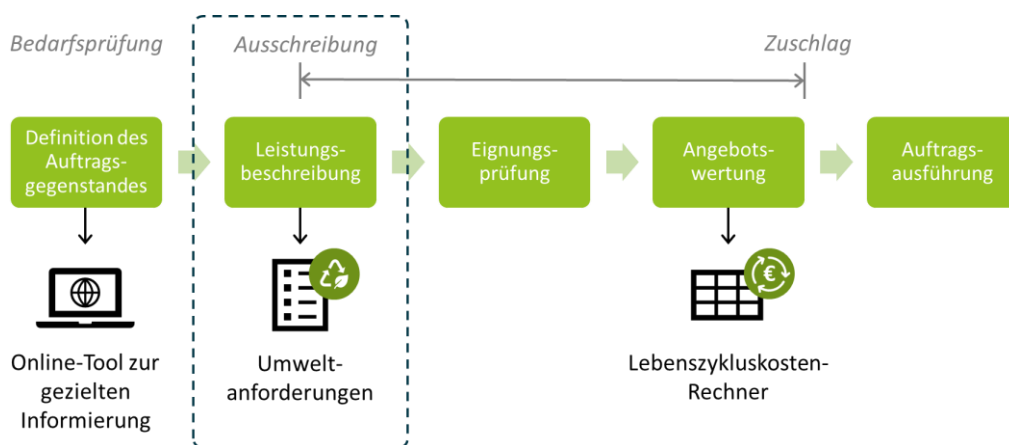 Bedarfsprüfung
Ausschreibung
Zuschlag
Definition des
Auftrags-
gegenstandes
Leistungs-
beschreibung
Eignungs-
prüfung
Angebots-
wertung
Auftrags-
ausführung
€
Online-Tool zur
gezielten
Informierung
Umwelt-
anforderungen
Lebenszykluskosten-
Rechner